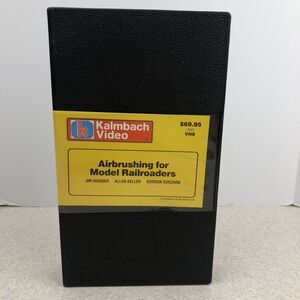 Kalmbach
Video
$69.95
VHS
Airbrushing for
Model Railroaders
JIM HEDIGER ALLEN KELLER GORDON ODEGARD